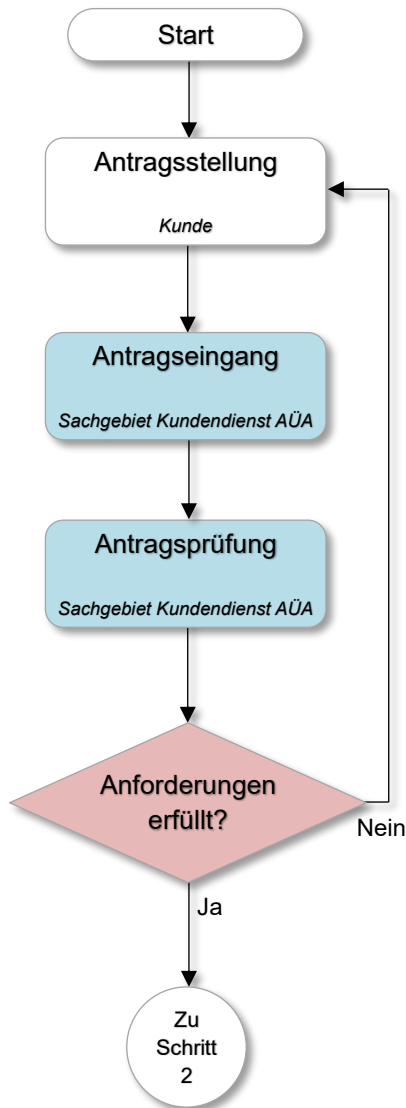 Start
Antragsstellung
Kunde
Antragseingang
Sachgebiet Kundendienst AÜA
Antragsprüfung
Sachgebiet Kundendienst AÜA
Anforderungen
erfüllt?
Nein
Ja
Zu
Schritt
2